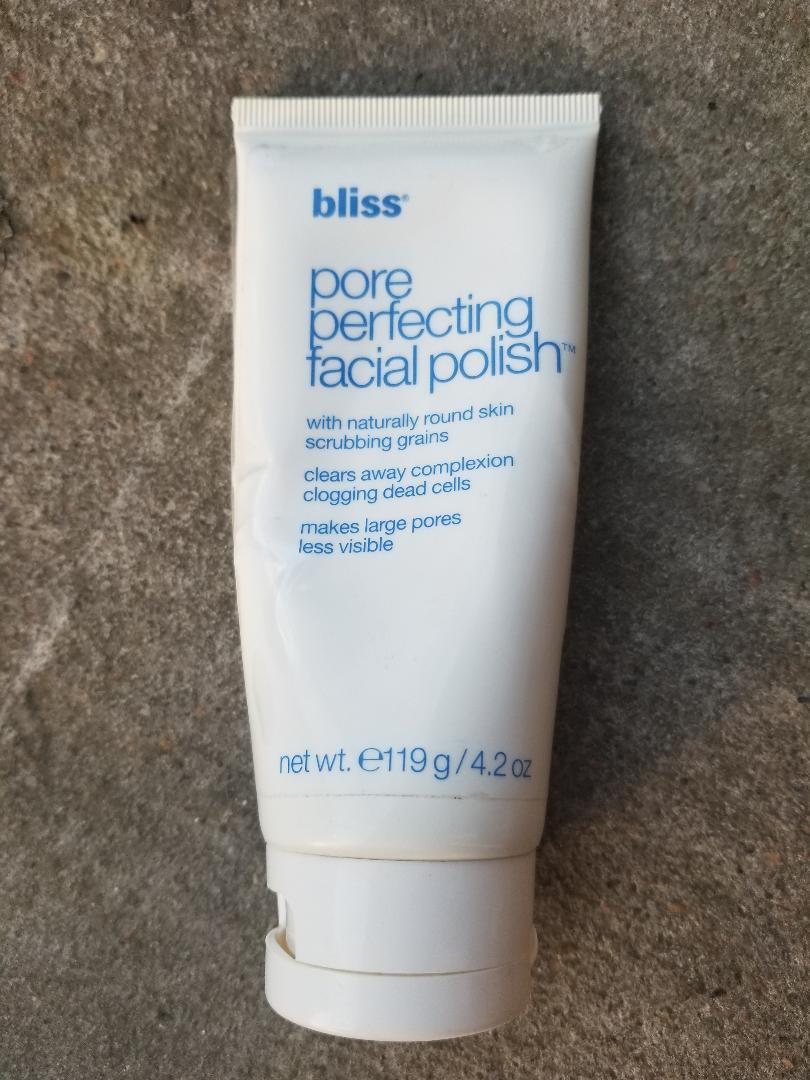 bliss®
pore
perfecting
facial polish™
with naturally round skin
scrubbing grains
clears away complexion
clogging dead cells
makes large pores
less visible
net wt. ℮119 g / 4.2 oz